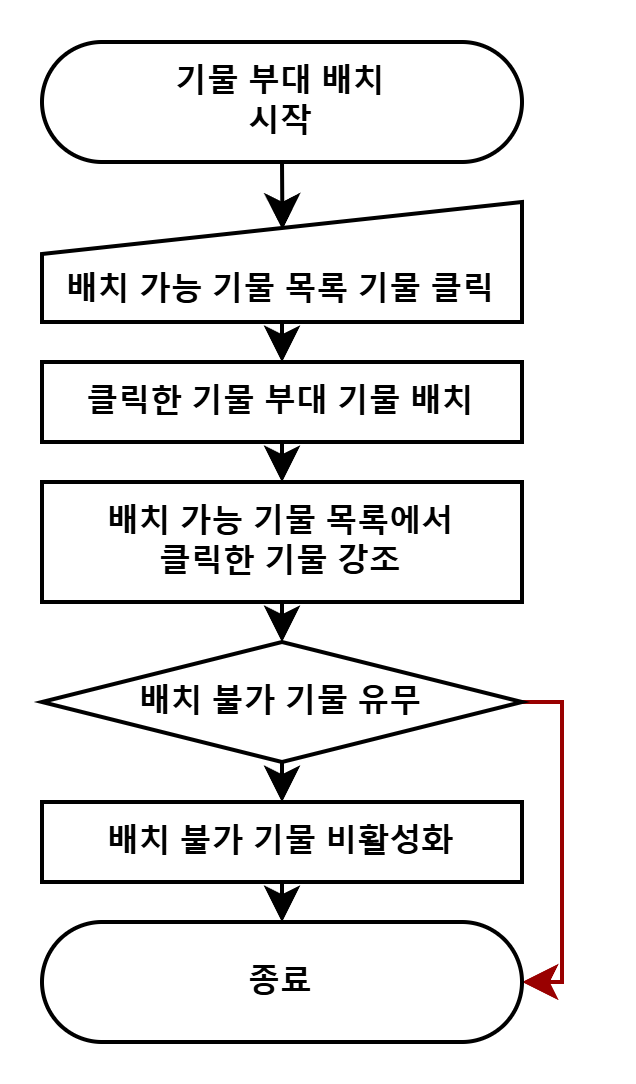 기물 부대 배치
시작
배치 가능 기물 목록 기물 클릭
클릭한 기물 부대 기물 배치
배치 가능 기물 목록에서
클릭한 기물 강조
배치 불가 기물 유무
배치 불가 기물 비활성화
종료